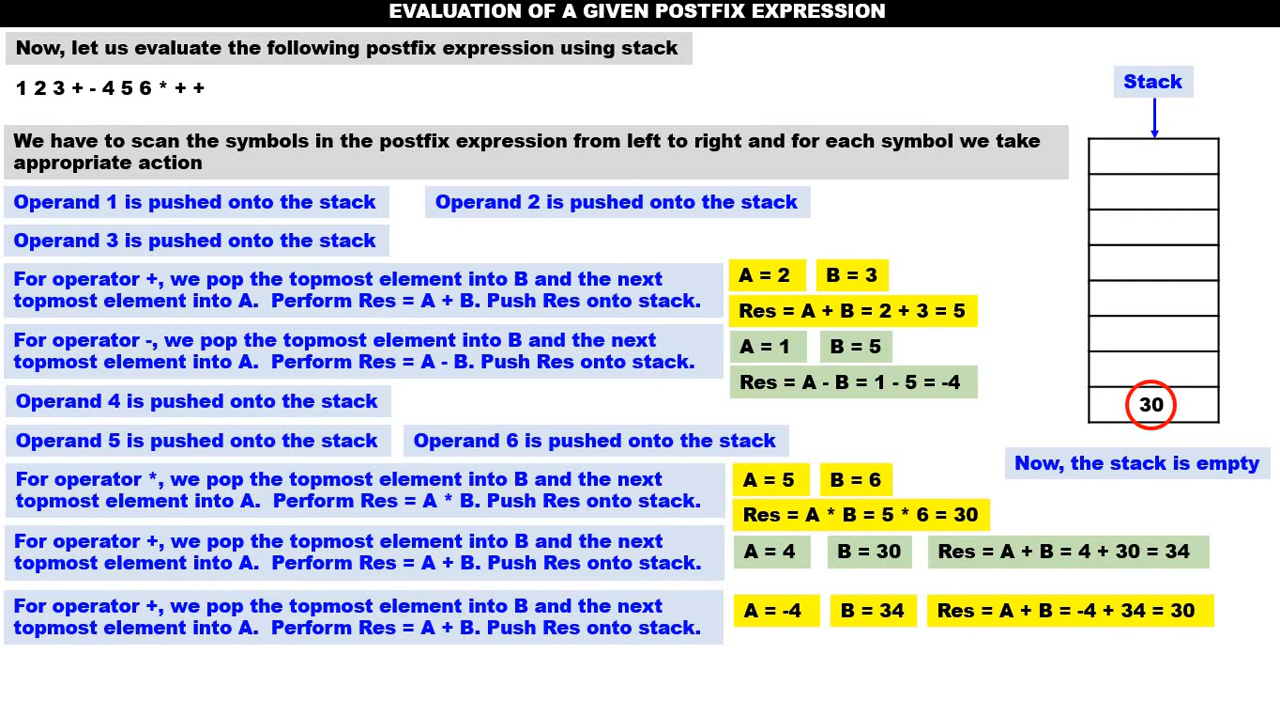 EVALUATION OF A GIVEN POSTFIX EXPRESSION
Now, let us evaluate the following postfix expression using stack
1 2 3 + - 4 5 6 * + +
Stack
We have to scan the symbols in the postfix expression from left to right and for each symbol we take
appropriate action
Operand 1 is pushed onto the stack
Operand 2 is pushed onto the stack
Operand 3 is pushed onto the stack
For operator +, we pop the topmost element into B and the next
topmost element into A. Perform Res = A + B. Push Res onto stack.
A = 2
B = 3
Res = A + B = 2 + 3 = 5
For operator -, we pop the topmost element into B and the next
topmost element into A. Perform Res = A - B. Push Res onto stack.
A = 1
B = 5
Res = A - B = 1 - 5 = -4
Operand 4 is pushed onto the stack
30
Operand 5 is pushed onto the stack
Operand 6 is pushed onto the stack
Now, the stack is empty
For operator *, we pop the topmost element into B and the next
topmost element into A. Perform Res = A * B. Push Res onto stack.
A = 5
B = 6
Res = A * B = 5 * 6 = 30
For operator +, we pop the topmost element into B and the next
topmost element into A. Perform Res = A + B. Push Res onto stack.
A = 4
B = 30
Res = A + B = 4 + 30 = 34
For operator +, we pop the topmost element into B and the next
topmost element into A. Perform Res = A + B. Push Res onto stack.
A = -4
B = 34
Res = A + B = -4 + 34 = 30